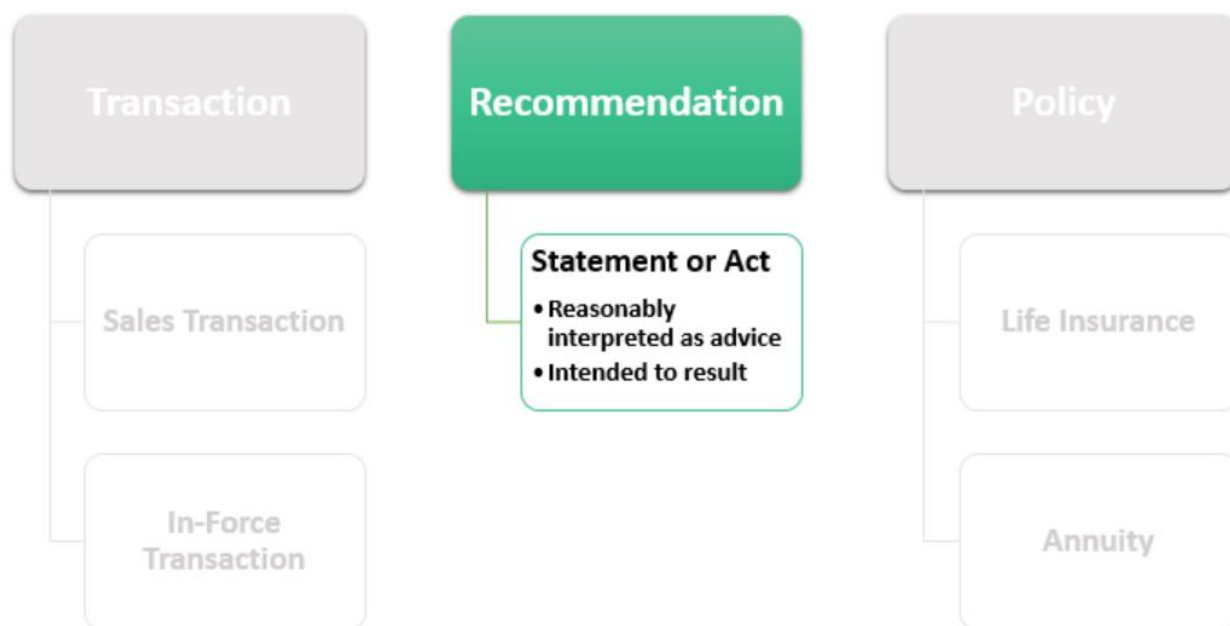 Transaction
Recommendation
Policy
Sales Transaction
Statement or Act
• Reasonably
interpreted as advice
• Intended to result
Life Insurance
In-Force
Transaction
Annuity